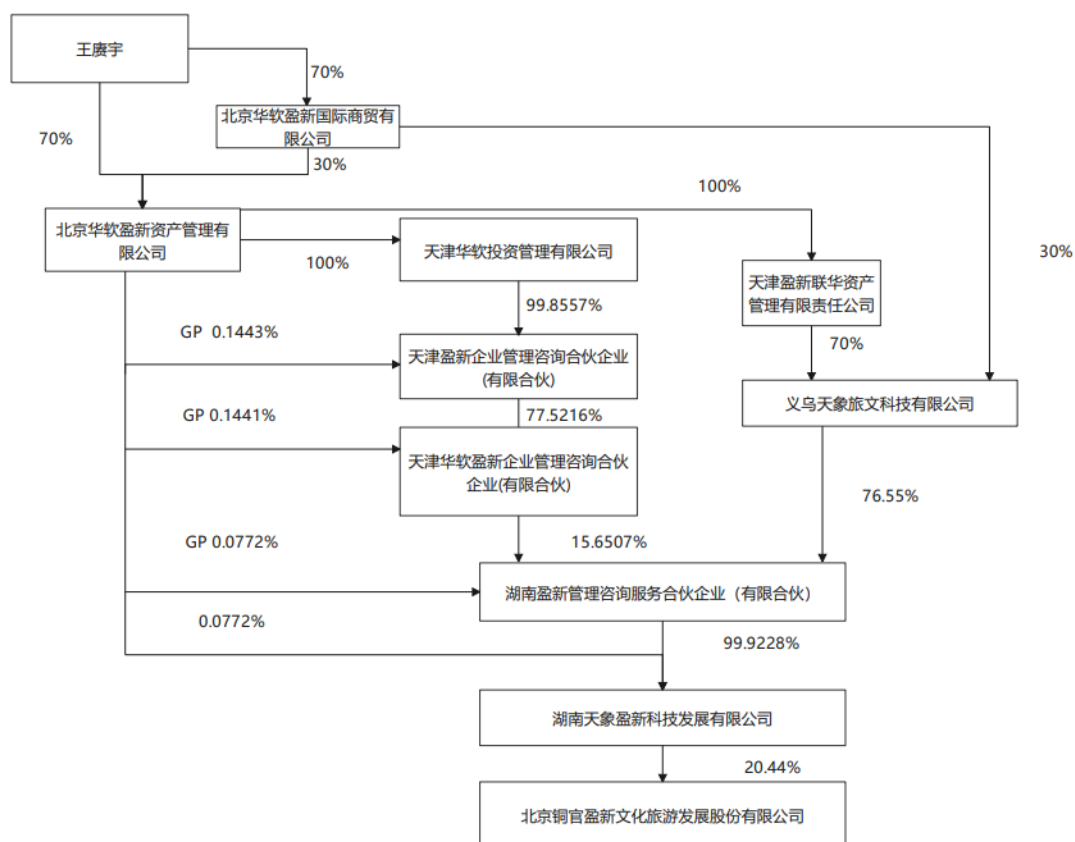 王赓宇
70%
北京华软盈新国际商贸有
限公司
70%
30%
100%
北京华软盈新资产管理有
限公司
100%
天津华软投资管理有限公司
30%
天津盈新联华资产
管理有限责任公司
99.8557%
GP  0.1443%
70%
天津盈新企业管理咨询合伙企业
(有限合伙)
义乌天象旅文科技有限公司
GP 0.1441%
77.5216%
天津华软盈新企业管理咨询合伙
企业(有限合伙)
76.55%
GP 0.0772%
15.6507%
湖南盈新管理咨询服务合伙企业（有限合伙）
0.0772%
99.9228%
湖南天象盈新科技发展有限公司
20.44%
北京铜官盈新文化旅游发展股份有限公司